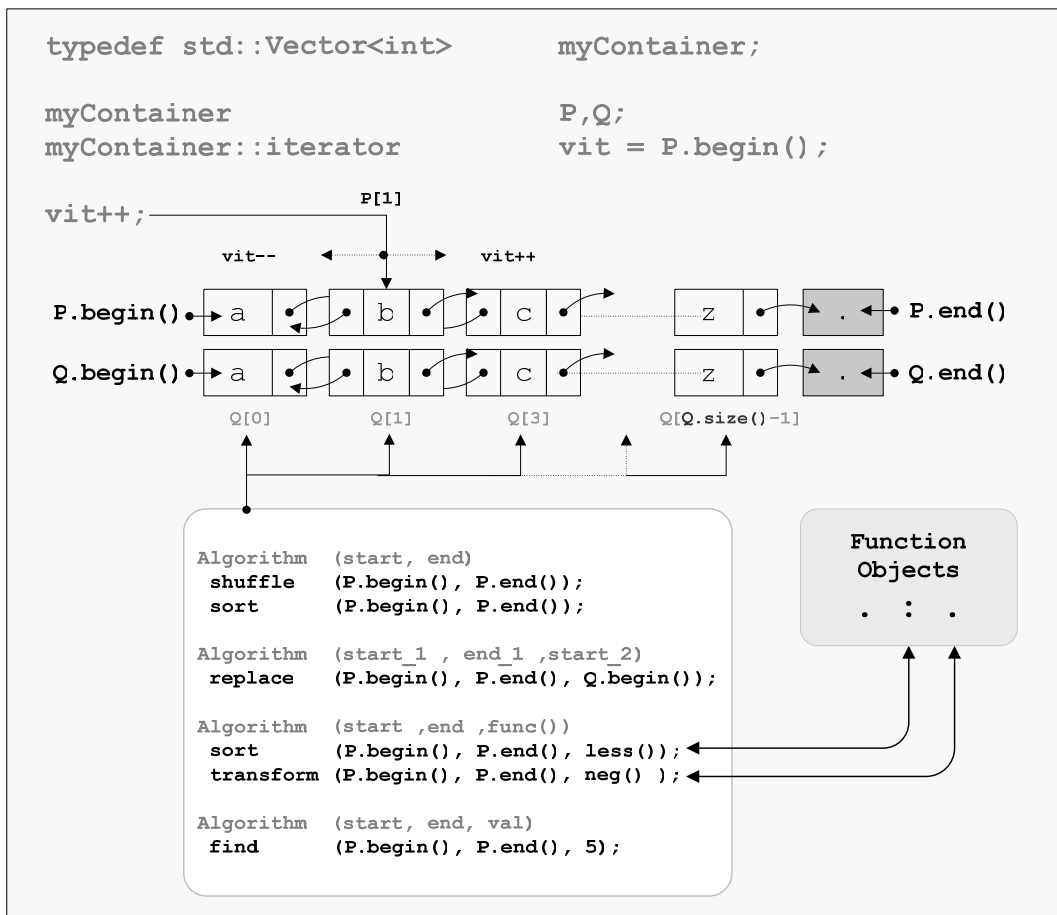 typedef std::Vector<int> myContainer;
myContainer P,Q;
myContainer::iterator vit = P.begin();
vit++;
P[1]
vit-- vit++
P.begin() a b c z . P.end()
Q.begin() a b c z . Q.end()
Q[0] Q[1] Q[3] Q[Q.size()-1]
Algorithm (start, end)
shuffle (P.begin(), P.end());
sort (P.begin(), P.end());
Algorithm (start_1 , end_1 ,start_2)
replace (P.begin(), P.end(), Q.begin());
Algorithm (start ,end ,func())
sort (P.begin(), P.end(), less());
transform (P.begin(), P.end(), neg() );
Algorithm (start, end, val)
find (P.begin(), P.end(), 5);
Function
Objects
. : .